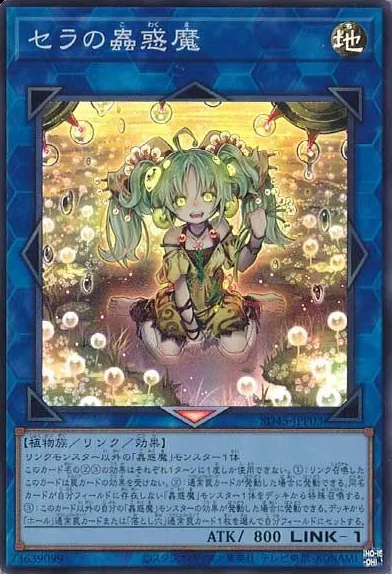 セラの蟲惑魔
こ わく ま
地
ち
SD45-JPP03
【植物族/リンク/効果】
リンクモンスター以外の「蟲惑魔」モンスター1体
このカード名の②③の効果はそれぞれ1ターンに1度しか使用できない。①:リンク召喚した
このカードは罠カードの効果を受けない。②:通常罠カードが発動した場合に発動できる。同名
カードが自分フィールドに存在しない「蟲惑魔」モンスター1体をデッキから特殊召喚する。
③:このカード以外の自分の「蟲惑魔」モンスターの効果が発動した場合に発動できる。デッキ
から「ホール」通常罠カードまたは「落とし穴」通常罠カード1枚を選んで自分フィールドにセットする。
ATK/ 800 LINK-1
73639099